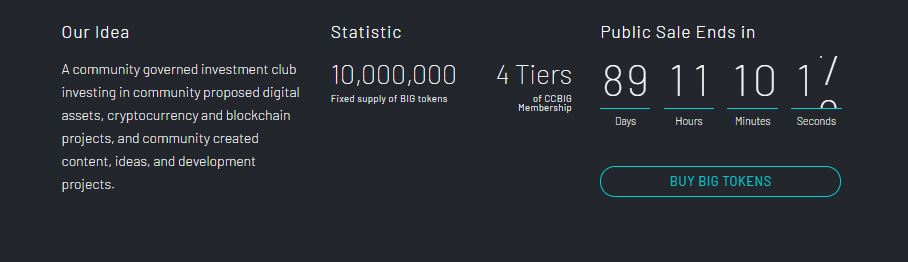 Our Idea
A community governed investment club
investing in community proposed digital
assets, cryptocurrency and blockchain
projects, and community created
content, ideas, and development
projects.
Statistic
10,000,000
Fixed supply of BIG tokens
4 Tiers
of CCBIG
Membership
Public Sale Ends in
89 11 10 1
Days Hours Minutes Seconds
BUY BIG TOKENS